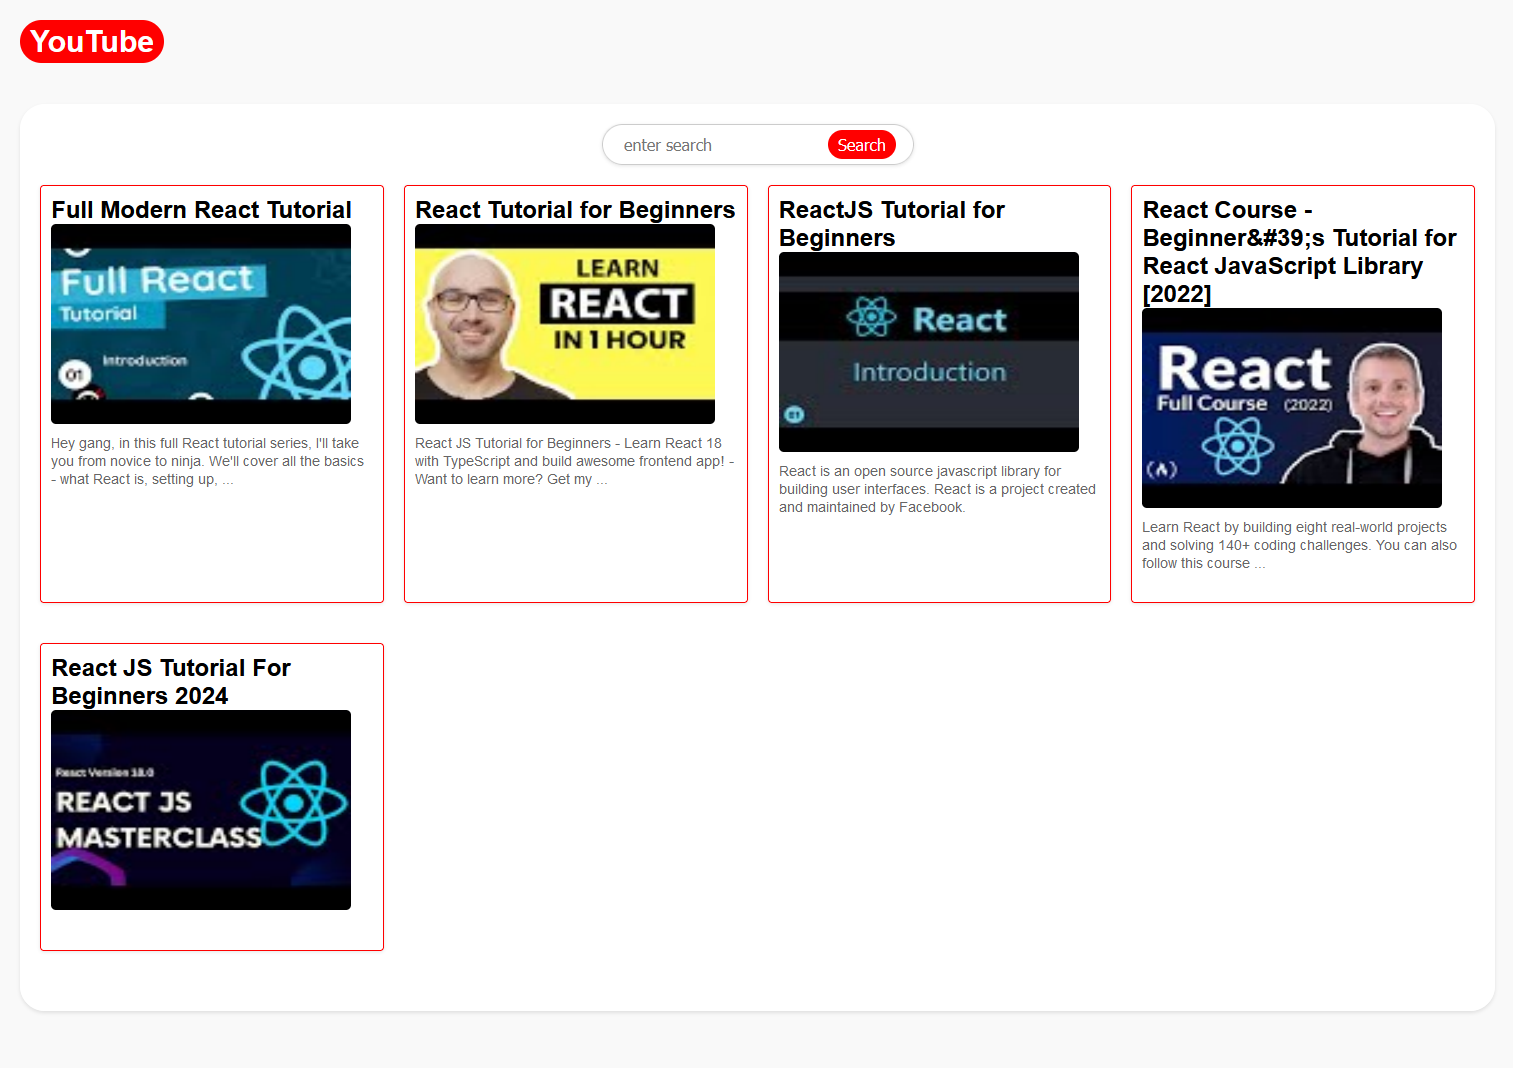 YouTube
enter search
Search
Full Modern React Tutorial
Full React
Tutorial
Introduction
01
Hey gang, in this full React tutorial series, I'll take
you from novice to ninja. We'll cover all the basics
- what React is, setting up, ...
React Tutorial for Beginners
LEARN
REACT
IN 1 HOUR
React JS Tutorial for Beginners - Learn React 18
with TypeScript and build awesome frontend app! -
Want to learn more? Get my ...
ReactJS Tutorial for
Beginners
React
Introduction
01
React is an open source javascript library for
building user interfaces. React is a project created
and maintained by Facebook.
React Course -
Beginner&#39;s Tutorial for
React JavaScript Library
[2022]
React
Full Course (2022)
Learn React by building eight real-world projects
and solving 140+ coding challenges. You can also
follow this course ...
React JS Tutorial For
Beginners 2024
React Version 18.0
REACT JS
MASTERCLASS